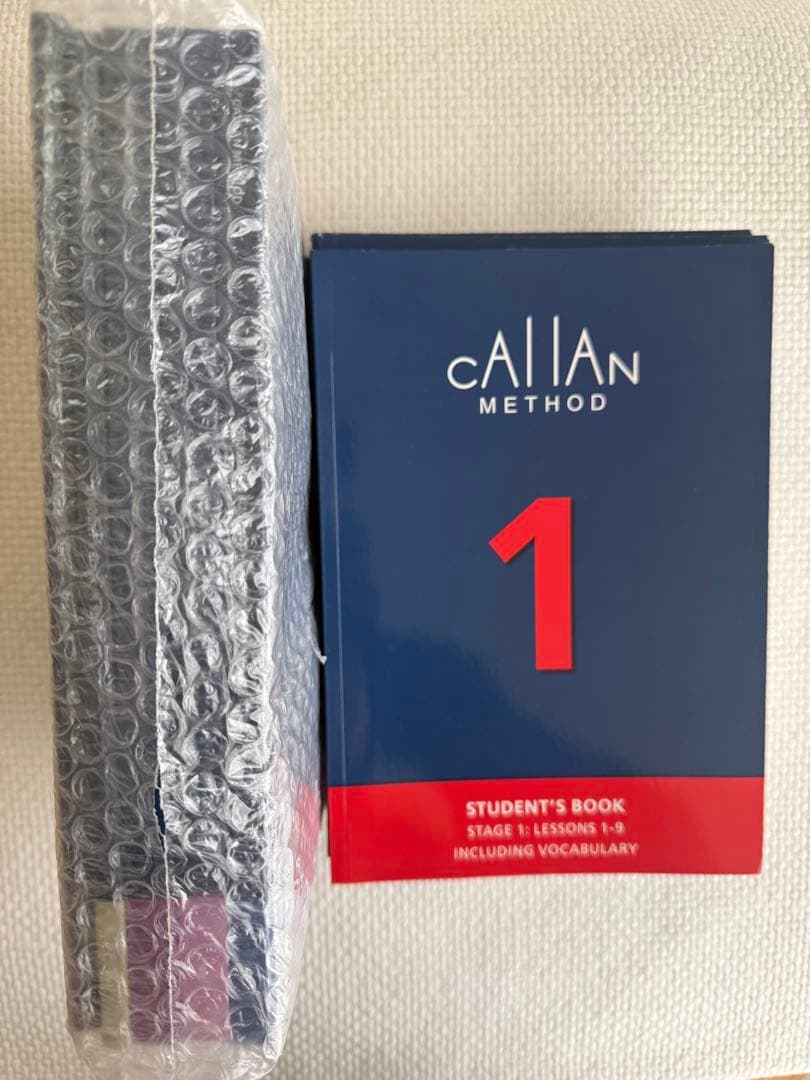 CALLAN
METHOD
1
STUDENT'S BOOK
STAGE 1: LESSONS 1-9
INCLUDING VOCABULARY